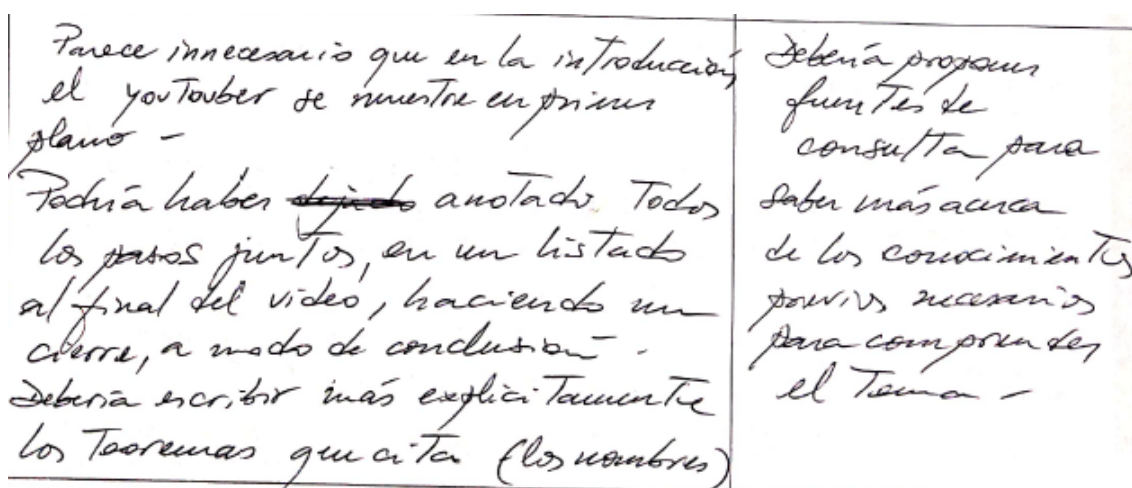 Parece innecesario que en la introducción
el youtouber se muestre en primer
plano -
Podría haber dejado anotado todos
los pasos juntos, en un listado
al final del video, haciendo un
cierre, a modo de conclusión -
Debería escribir más explícitamente
los Teoremas que cita (los nombres)
Debería proponer
fuentes de
consulta para
saber más acerca
de los conocimientos
previos necesarios
para comprender
el Tema -